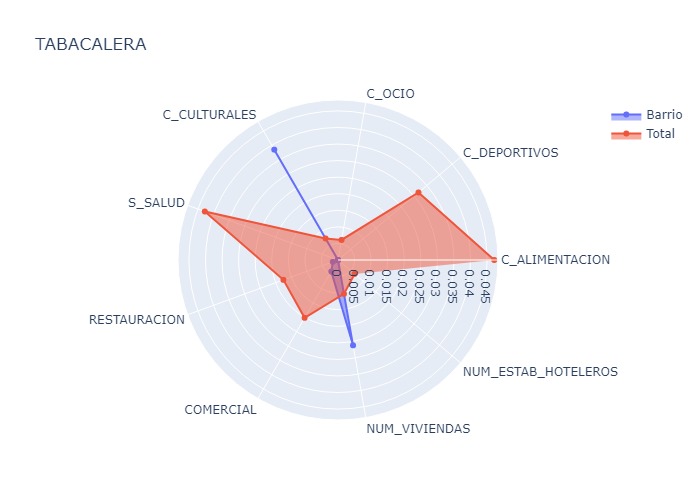 TABACALERA
C_OCIO
C_CULTURALES
Barrio
Total
C_DEPORTIVOS
S_SALUD
C_ALIMENTACION
0
0.005
0.01
0.015
0.02
0.025
0.03
0.035
0.04
0.045
RESTAURACION
NUM_ESTAB_HOTELEROS
COMERCIAL
NUM_VIVIENDAS